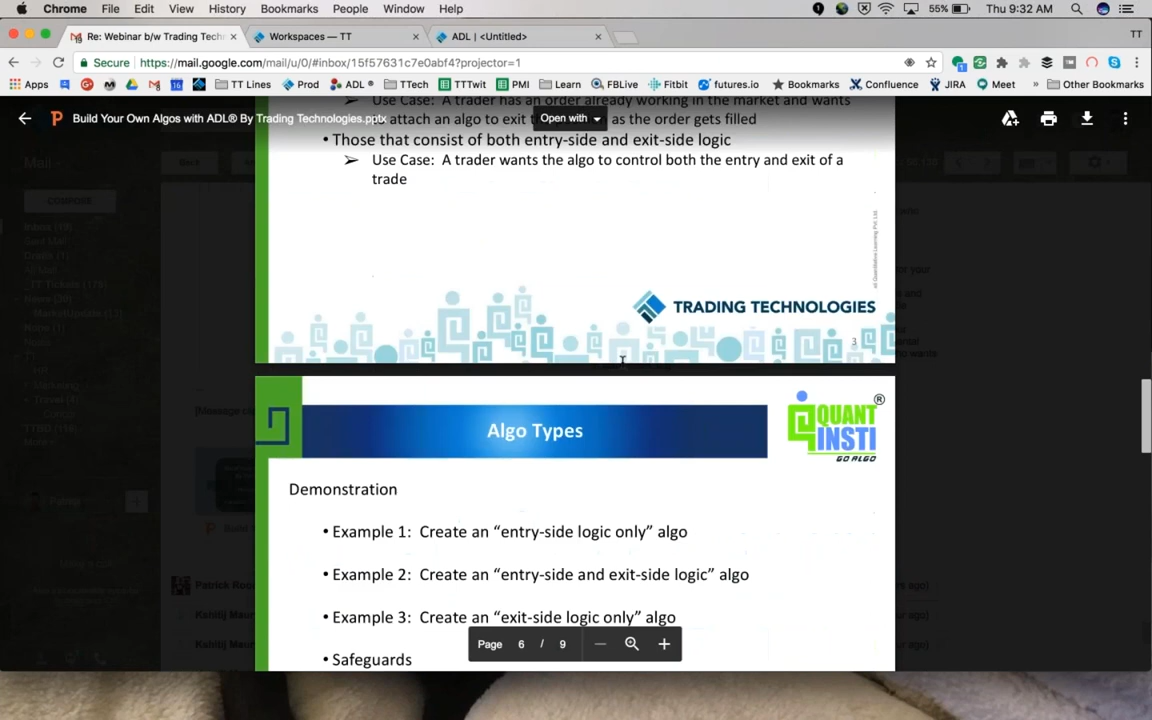 Chrome File Edit View History Bookmarks People Window Help 55% Thu 9:32 AM
Re: Webinar b/w Trading Techn Workspaces — TT ADL | <Untitled> TT
Secure https://mail.google.com/mail/u/0/#inbox/15f57631c7e0abf4?projector=1
Apps TT Lines Prod ADL ® TTech TTTwit PMI Learn FBLive Fitbit futures.io Bookmarks Confluence JIRA Meet » Other Bookmarks
Use Case: A trader has an order already working in the market and wants
Build Your Own Algos with ADL® By Trading Technologies.pptx Open with
attach an algo to exit as the order gets filled
• Those that consist of both entry-side and exit-side logic
➢ Use Case: A trader wants the algo to control both the entry and exit of a
trade
COMPOSE
TRADING TECHNOLOGIES
3
Algo Types
QUANT
INSTI
GO ALGO
®
Demonstration
• Example 1: Create an “entry-side logic only” algo
• Example 2: Create an “entry-side and exit-side logic” algo
• Example 3: Create an “exit-side logic only” algo
Page 6 / 9
• Safeguards